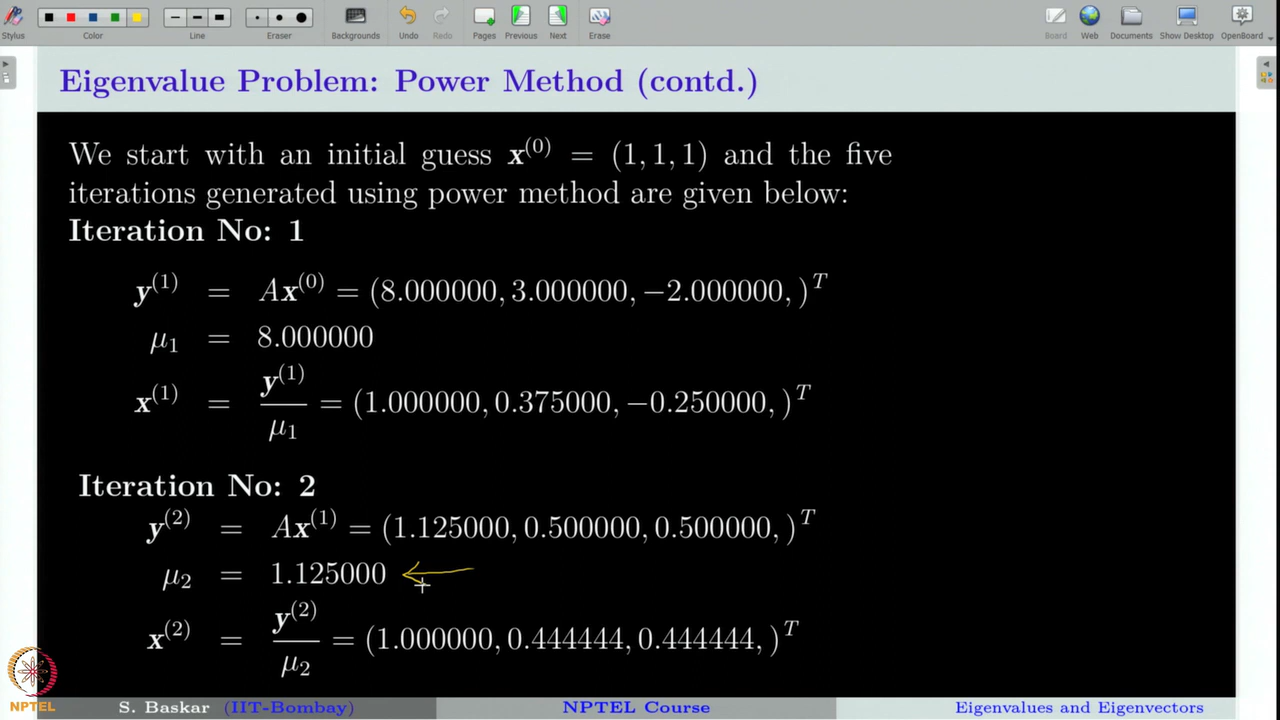 Stylus Color Line Eraser Backgrounds Undo Redo Pages Previous Next Erase Board Web Documents Show Desktop OpenBoard
Eigenvalue Problem: Power Method (contd.)
We start with an initial guess x^(0) = (1, 1, 1) and the five
iterations generated using power method are given below:
Iteration No: 1
y^(1) = Ax^(0) = (8.000000, 3.000000, −2.000000, )^T
μ₁ = 8.000000
x^(1) = y^(1)/μ₁ = (1.000000, 0.375000, −0.250000, )^T
Iteration No: 2
y^(2) = Ax^(1) = (1.125000, 0.500000, 0.500000, )^T
μ₂ = 1.125000
x^(2) = y^(2)/μ₂ = (1.000000, 0.444444, 0.444444, )^T
NPTEL
S. Baskar (IIT-Bombay) NPTEL Course Eigenvalues and Eigenvectors